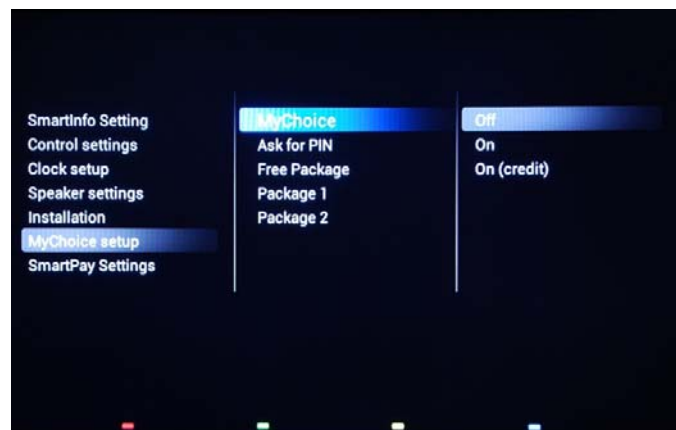 SmartInfo Setting
Control settings
Clock setup
Speaker settings
Installation
MyChoice setup
SmartPay Settings
MyChoice
Ask for PIN
Free Package
Package 1
Package 2
Off
On
On (credit)